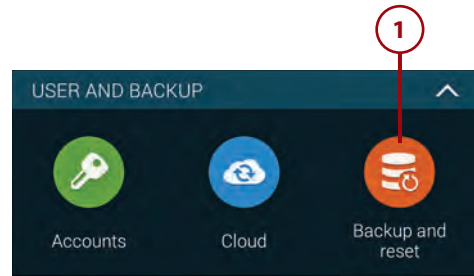 1
USER AND BACKUP
Accounts
Cloud
Backup and
reset